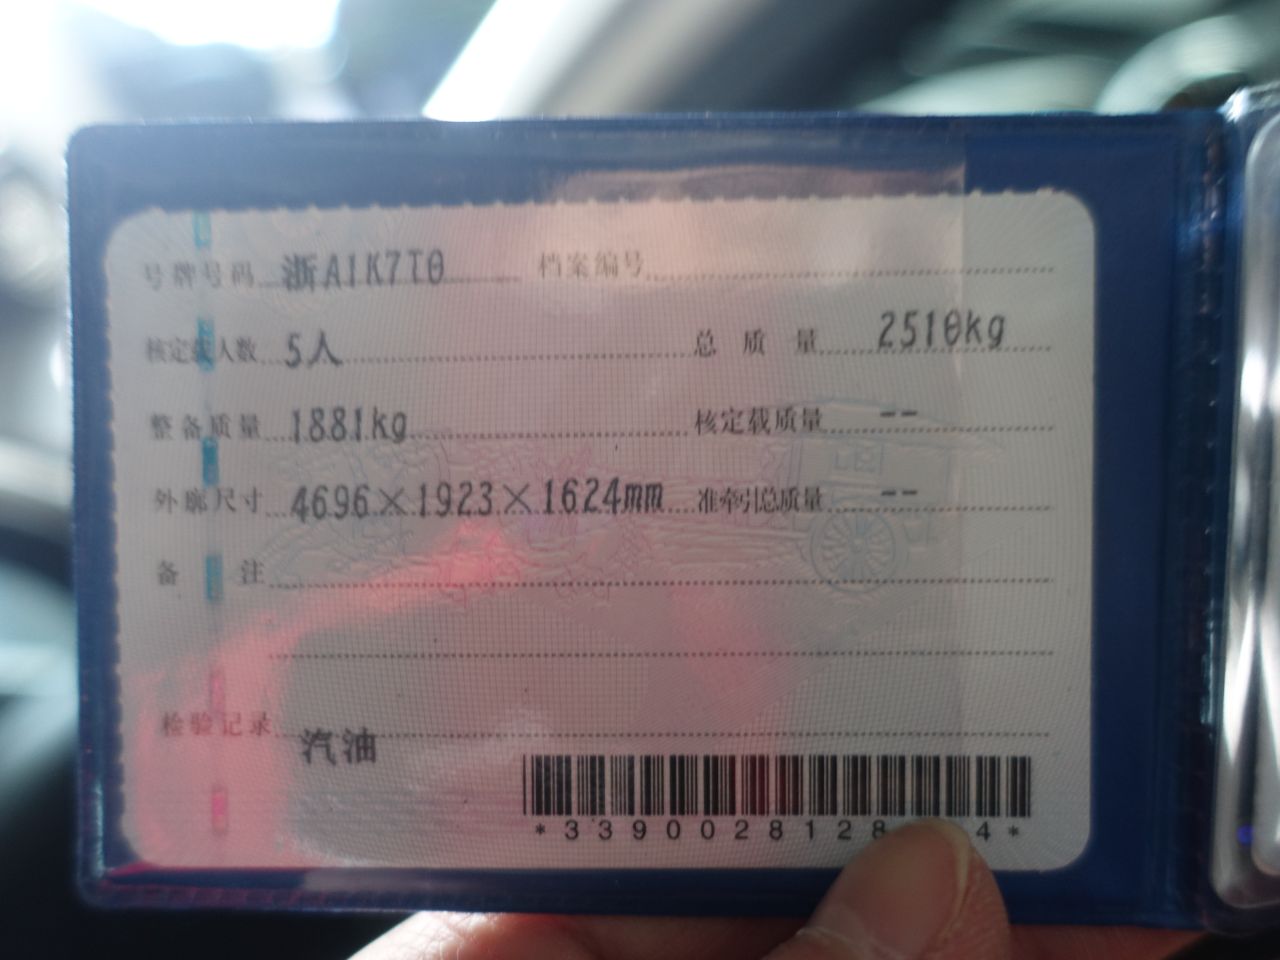 号牌号码 浙A1K7T0 档案编号
核定载人数 5人 总质量 2510kg
整备质量 1881kg 核定载质量 --
外廓尺寸 4696×1923×1624mm 准牵引总质量 --
备注
检验记录 汽油
*3390028128 4*